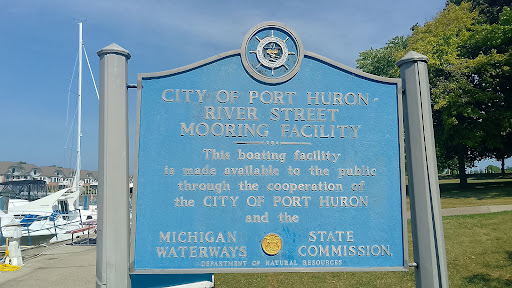 CITY OF PORT HURON -
RIVER STREET
MOORING FACILITY
This boating facility
is made available to the public
through the cooperation of
the CITY OF PORT HURON
and the
MICHIGAN STATE
WATERWAYS COMMISSION
DEPARTMENT OF NATURAL RESOURCES